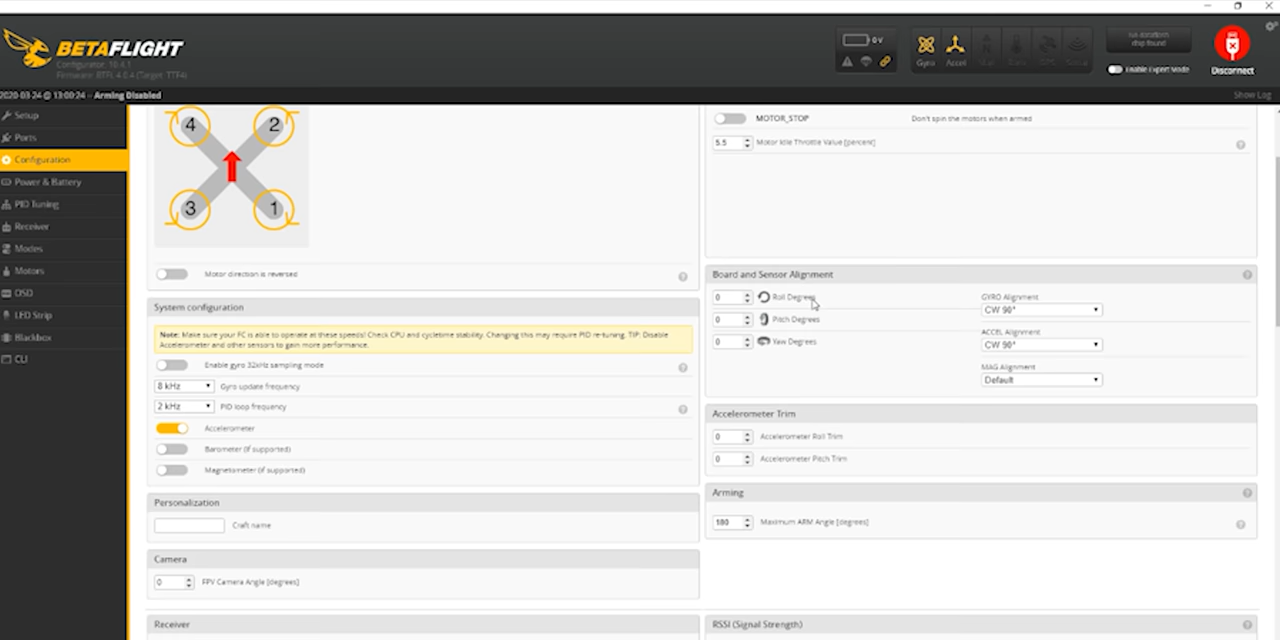 BETAFLIGHT
Configurator: 10.4.1
Firmware: BTFL 4.0.4 (Target: TTF4)
0 V
Gyro
Accel
Enable Expert Mode
Disconnect
2020-03-24 @ 13:00:24 -- Arming Disabled
Show Log
Setup
Ports
Configuration
Power & Battery
PID Tuning
Receiver
Modes
Motors
OSD
LED Strip
Blackbox
CLI
4
2
3
1
Motor direction is reversed
System configuration
Note: Make sure your FC is able to operate at these speeds! Check CPU and cycletime stability. Changing this may require PID re-tuning. TIP: Disable
Accelerometer and other sensors to gain more performance.
Enable gyro 32kHz sampling mode
8 kHz Gyro update frequency
2 kHz PID loop frequency
Accelerometer
Barometer (if supported)
Magnetometer (if supported)
Personalization
Craft name
Camera
0 FPV Camera Angle [degrees]
Receiver
MOTOR_STOP Don't spin the motors when armed
5.5 Motor Idle Throttle Value [percent]
Board and Sensor Alignment
0 Roll Degrees
0 Pitch Degrees
0 Yaw Degrees
GYRO Alignment
CW 90°
ACCEL Alignment
CW 90°
MAG Alignment
Default
Accelerometer Trim
0 Accelerometer Roll Trim
0 Accelerometer Pitch Trim
Arming
180 Maximum ARM Angle [degrees]
RSSI (Signal Strength)